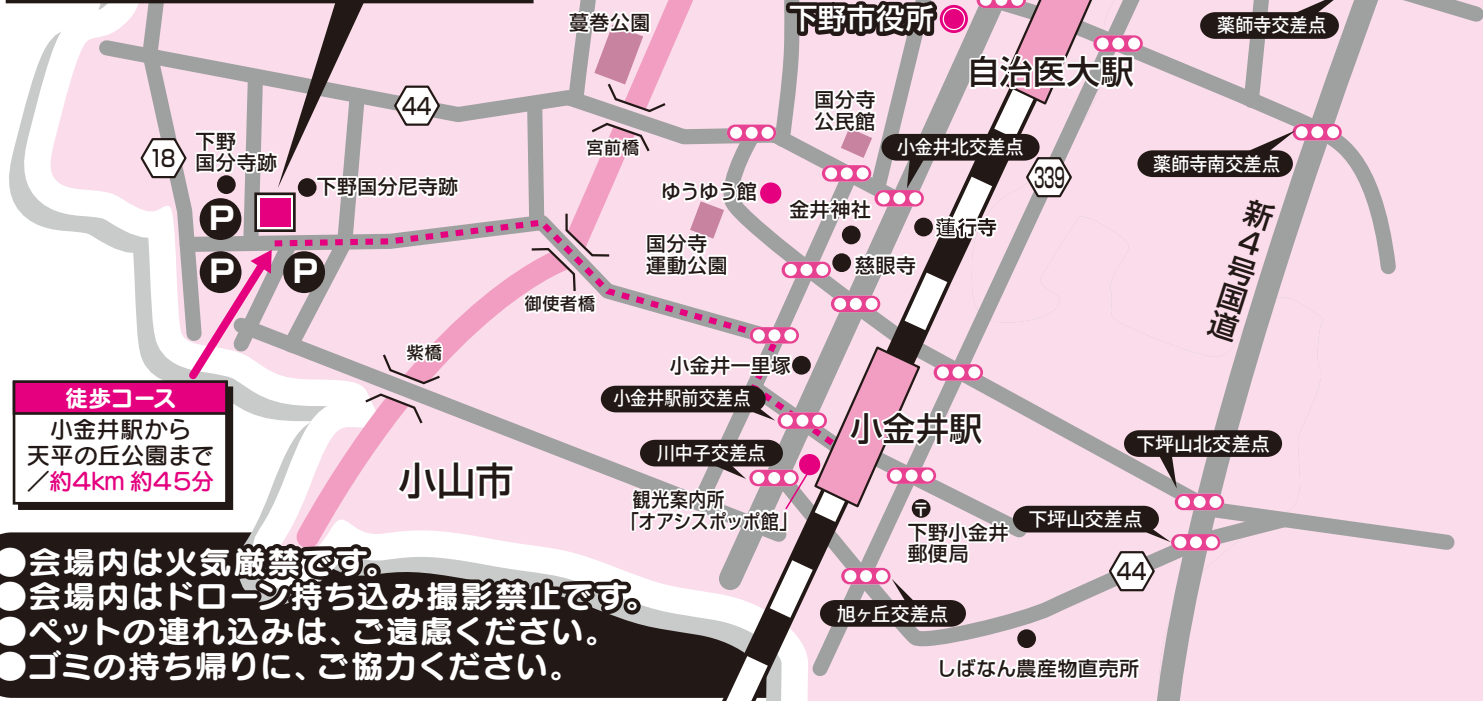 蔓巻公園
下野市役所
薬師寺交差点
自治医大駅
44
国分寺
公民館
宮前橋
小金井北交差点
薬師寺南交差点
下野
国分寺跡
18
下野国分尼寺跡
339
ゆうゆう館
金井神社
蓮行寺
P
国分寺
運動公園
慈眼寺
新4号国道
P
P
御使者橋
紫橋
小金井一里塚
徒歩コース
小金井駅から
天平の丘公園まで
／約4km 約45分
小金井駅前交差点
小金井駅
川中子交差点
下坪山北交差点
小山市
観光案内所
「オアシスポッポ館」
〒
下野小金井
郵便局
下坪山交差点
44
旭ヶ丘交差点
しばなん農産物直売所
●会場内は火気厳禁です。
●会場内はドローン持ち込み撮影禁止です。
●ペットの連れ込みは、ご遠慮ください。
●ゴミの持ち帰りに、ご協力ください。